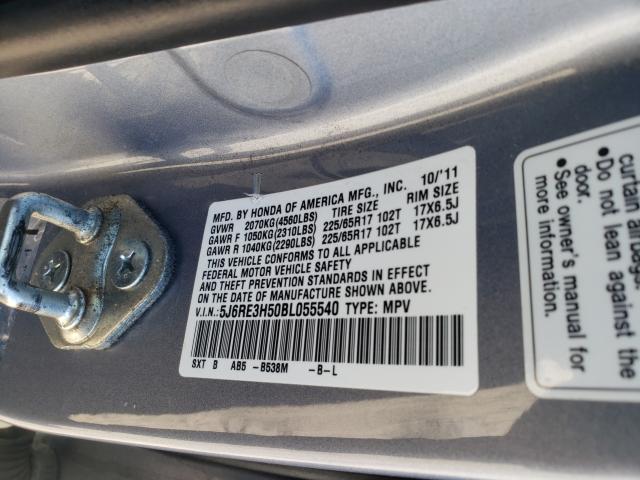 MFD. BY HONDA OF AMERICA MFG., INC. 10/'11
GVWR 2070KG(4560LBS) TIRE SIZE RIM SIZE
GAWR F 1050KG(2310LBS) 225/65R17 102T 17X6.5J
GAWR R 1040KG(2290LBS) 225/65R17 102T 17X6.5J
THIS VEHICLE CONFORMS TO ALL APPLICABLE
FEDERAL MOTOR VEHICLE SAFETY
AND THEFT PREVENTION STANDARDS IN EFFECT
ON THE DATE OF MANUFACTURE SHOWN ABOVE.
V.I.N.: 5J6RE3H50BL055540 TYPE: MPV
SXT B AB5 -B538M -B-L
curtain airbag.
• Do not lean against the
door.
• See owner's manual for
more information.